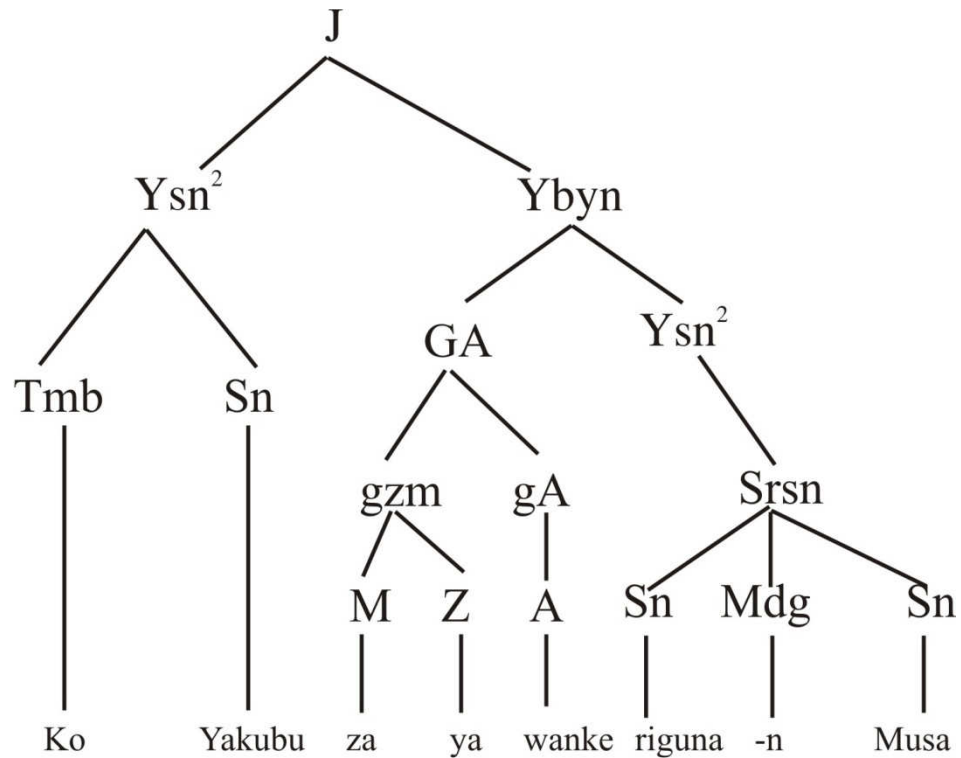 J
Ysn² Ybyn
GA Ysn²
Tmb Sn
gzm gA Srsn
M Z A Sn Mdg Sn
Ko Yakubu za ya wanke riguna -n Musa